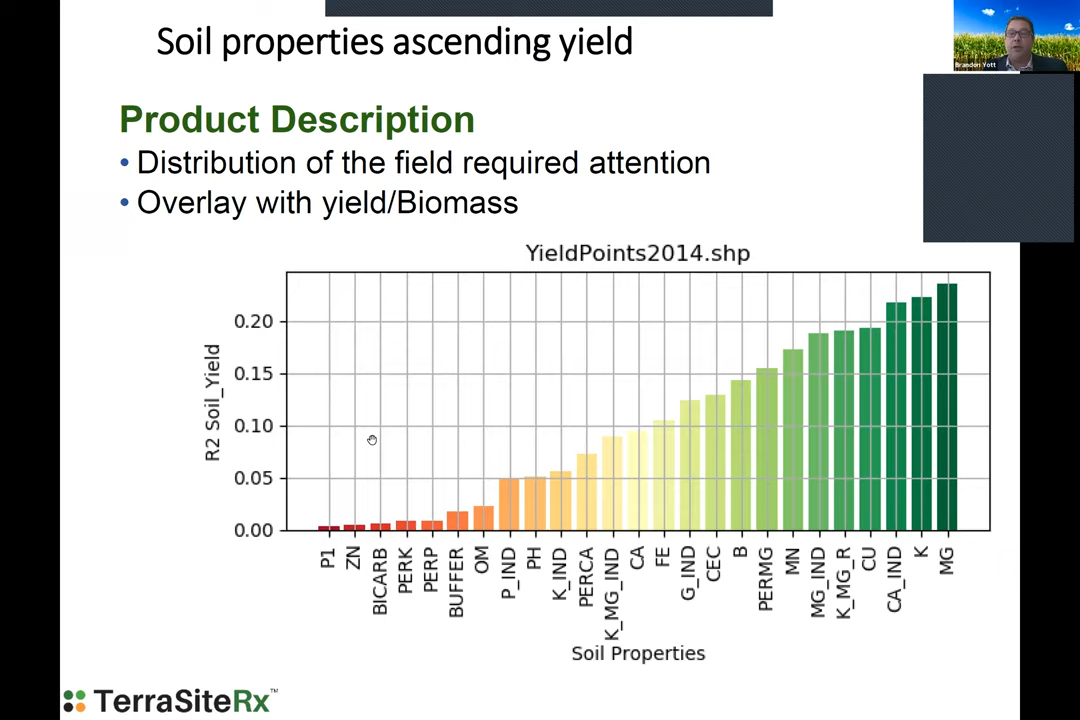 Soil properties ascending yield
Brandon Yott
Product Description
• Distribution of the field required attention
• Overlay with yield/Biomass
YieldPoints2014.shp
R2 Soil_Yield
0.20
0.15
0.10
0.05
0.00
P1 ZN BICARB PERK PERP BUFFER OM P_IND PH K_IND PERCA K_MG_IND CA FE G_IND CEC B PERMG MN MG_IND K_MG_R CU CA_IND K MG
Soil Properties
TerraSiteRx™